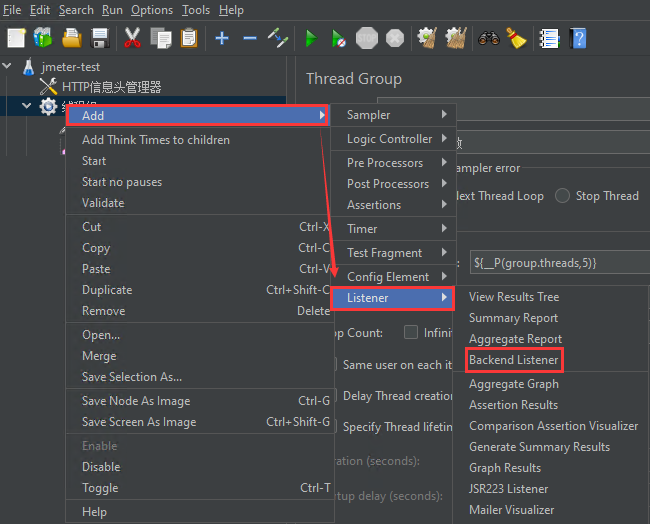 File Edit Search Run Options Tools Help
jmeter-test
HTTP信息头管理器
Thread Group
Add
Add Think Times to children
Start
Start no pauses
Validate
Cut Ctrl-X
Copy Ctrl-C
Paste Ctrl-V
Duplicate Ctrl+Shift-C
Remove Delete
Open...
Merge
Save Selection As...
Save Node As Image Ctrl-G
Save Screen As Image Ctrl+Shift-G
Enable
Disable
Toggle Ctrl-T
Help
Sampler
Logic Controller
Pre Processors
Post Processors
Assertions
Timer
Test Fragment
Config Element
Listener
数
ampler error
Next Thread Loop Stop Thread
: ${__P(group.threads,5)}
op Count: Infinit
Same user on each it
Delay Thread creation
Specify Thread lifetim
ration (seconds):
rtup delay (seconds):
View Results Tree
Summary Report
Aggregate Report
Backend Listener
Aggregate Graph
Assertion Results
Comparison Assertion Visualizer
Generate Summary Results
Graph Results
JSR223 Listener
Mailer Visualizer